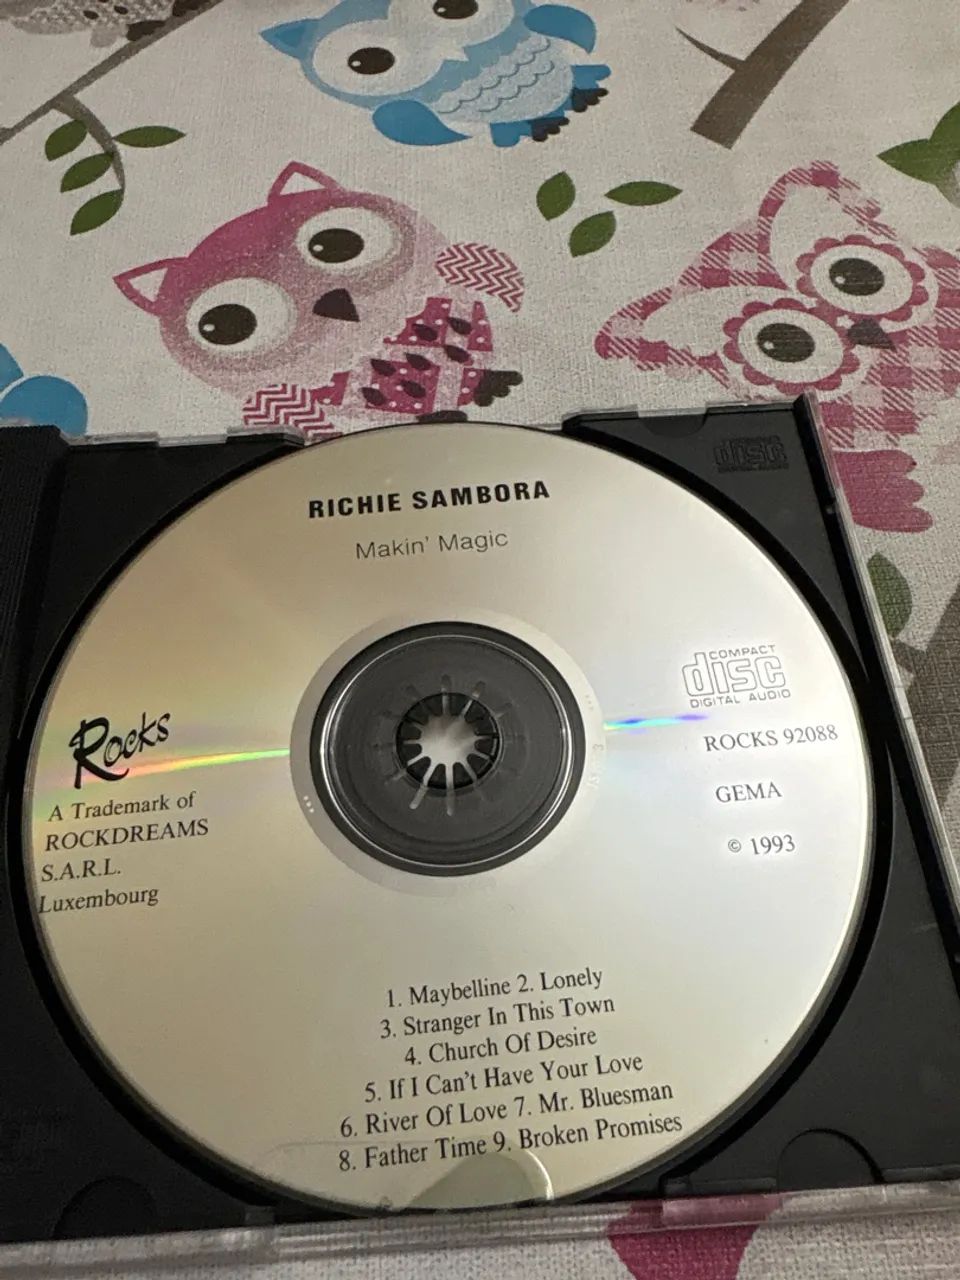 disc
RICHIE SAMBORA
Makin' Magic
COMPACT
disc
DIGITAL AUDIO
Rocks
A Trademark of
ROCKDREAMS
S.A.R.L.
Luxembourg
ROCKS 92088
GEMA
© 1993
1. Maybelline 2. Lonely
3. Stranger In This Town
4. Church Of Desire
5. If I Can't Have Your Love
6. River Of Love 7. Mr. Bluesman
8. Father Time 9. Broken Promises